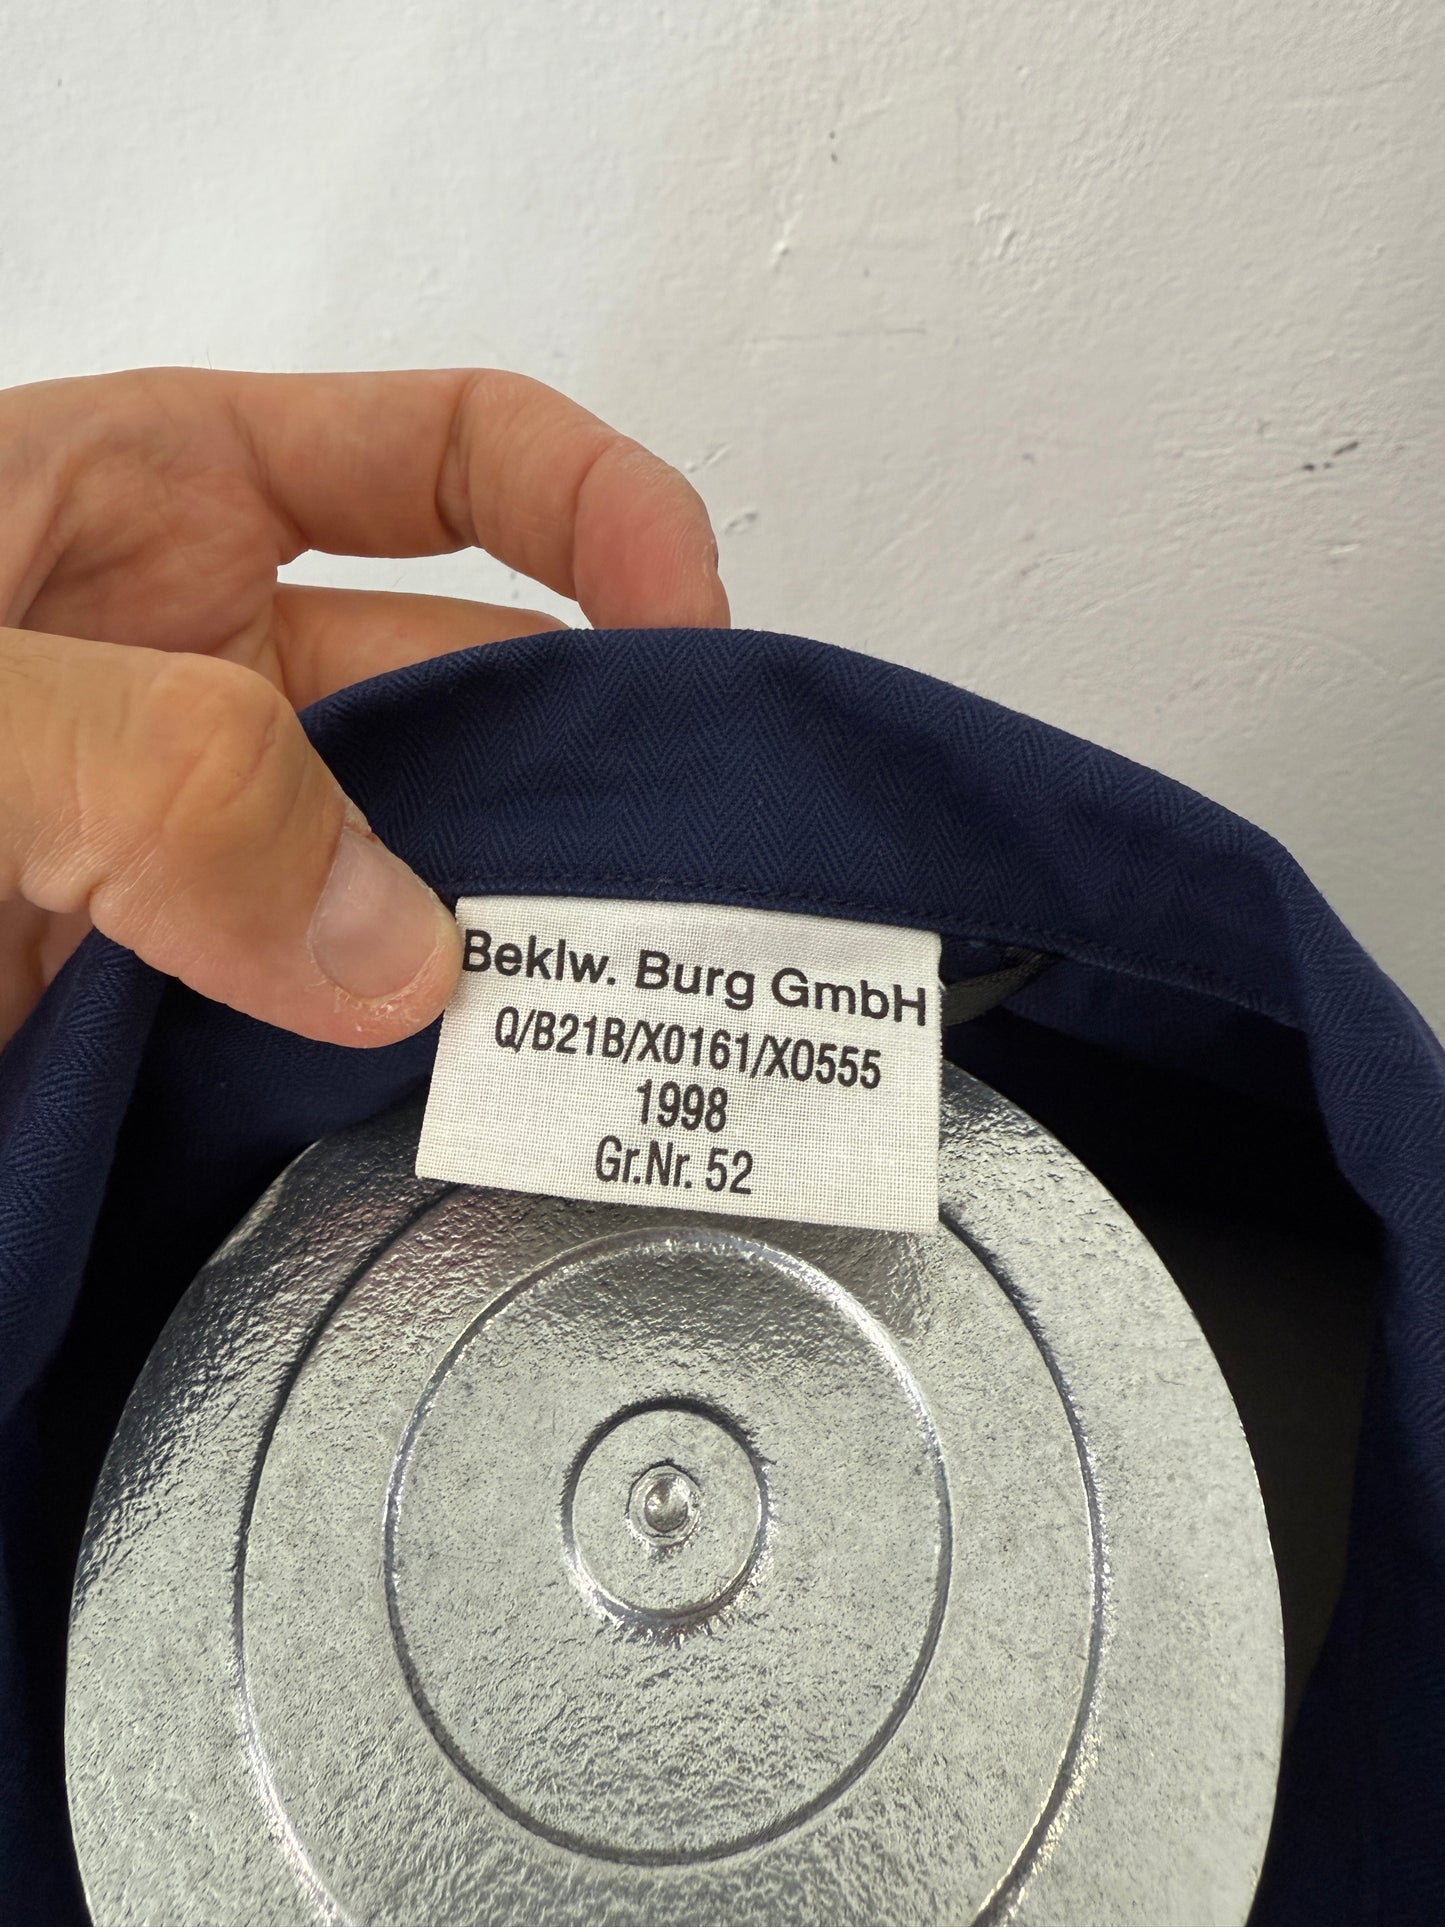 Beklw. Burg GmbH
Q/B21B/X0161/X0555
1998
Gr.Nr. 52